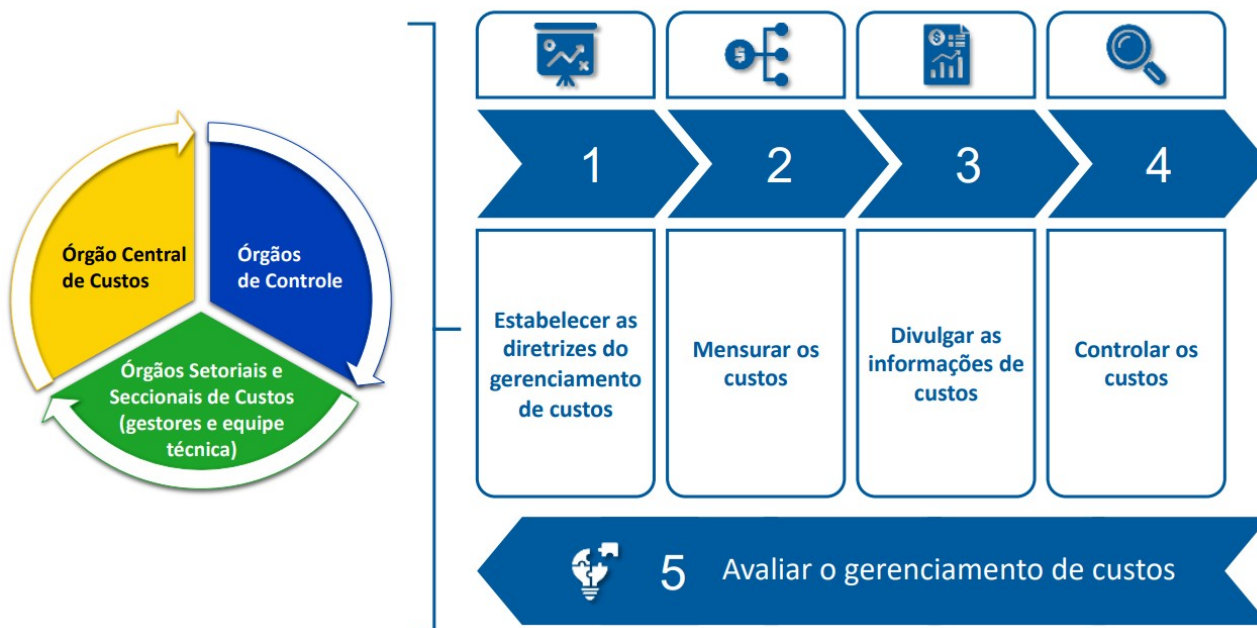 Órgão Central
de Custos
Órgãos
de Controle
Órgãos Setoriais e
Seccionais de Custos
(gestores e equipe
técnica)
1
2
3
4
Estabelecer as
diretrizes do
gerenciamento
de custos
Mensurar os
custos
Divulgar as
informações de
custos
Controlar os
custos
5 Avaliar o gerenciamento de custos